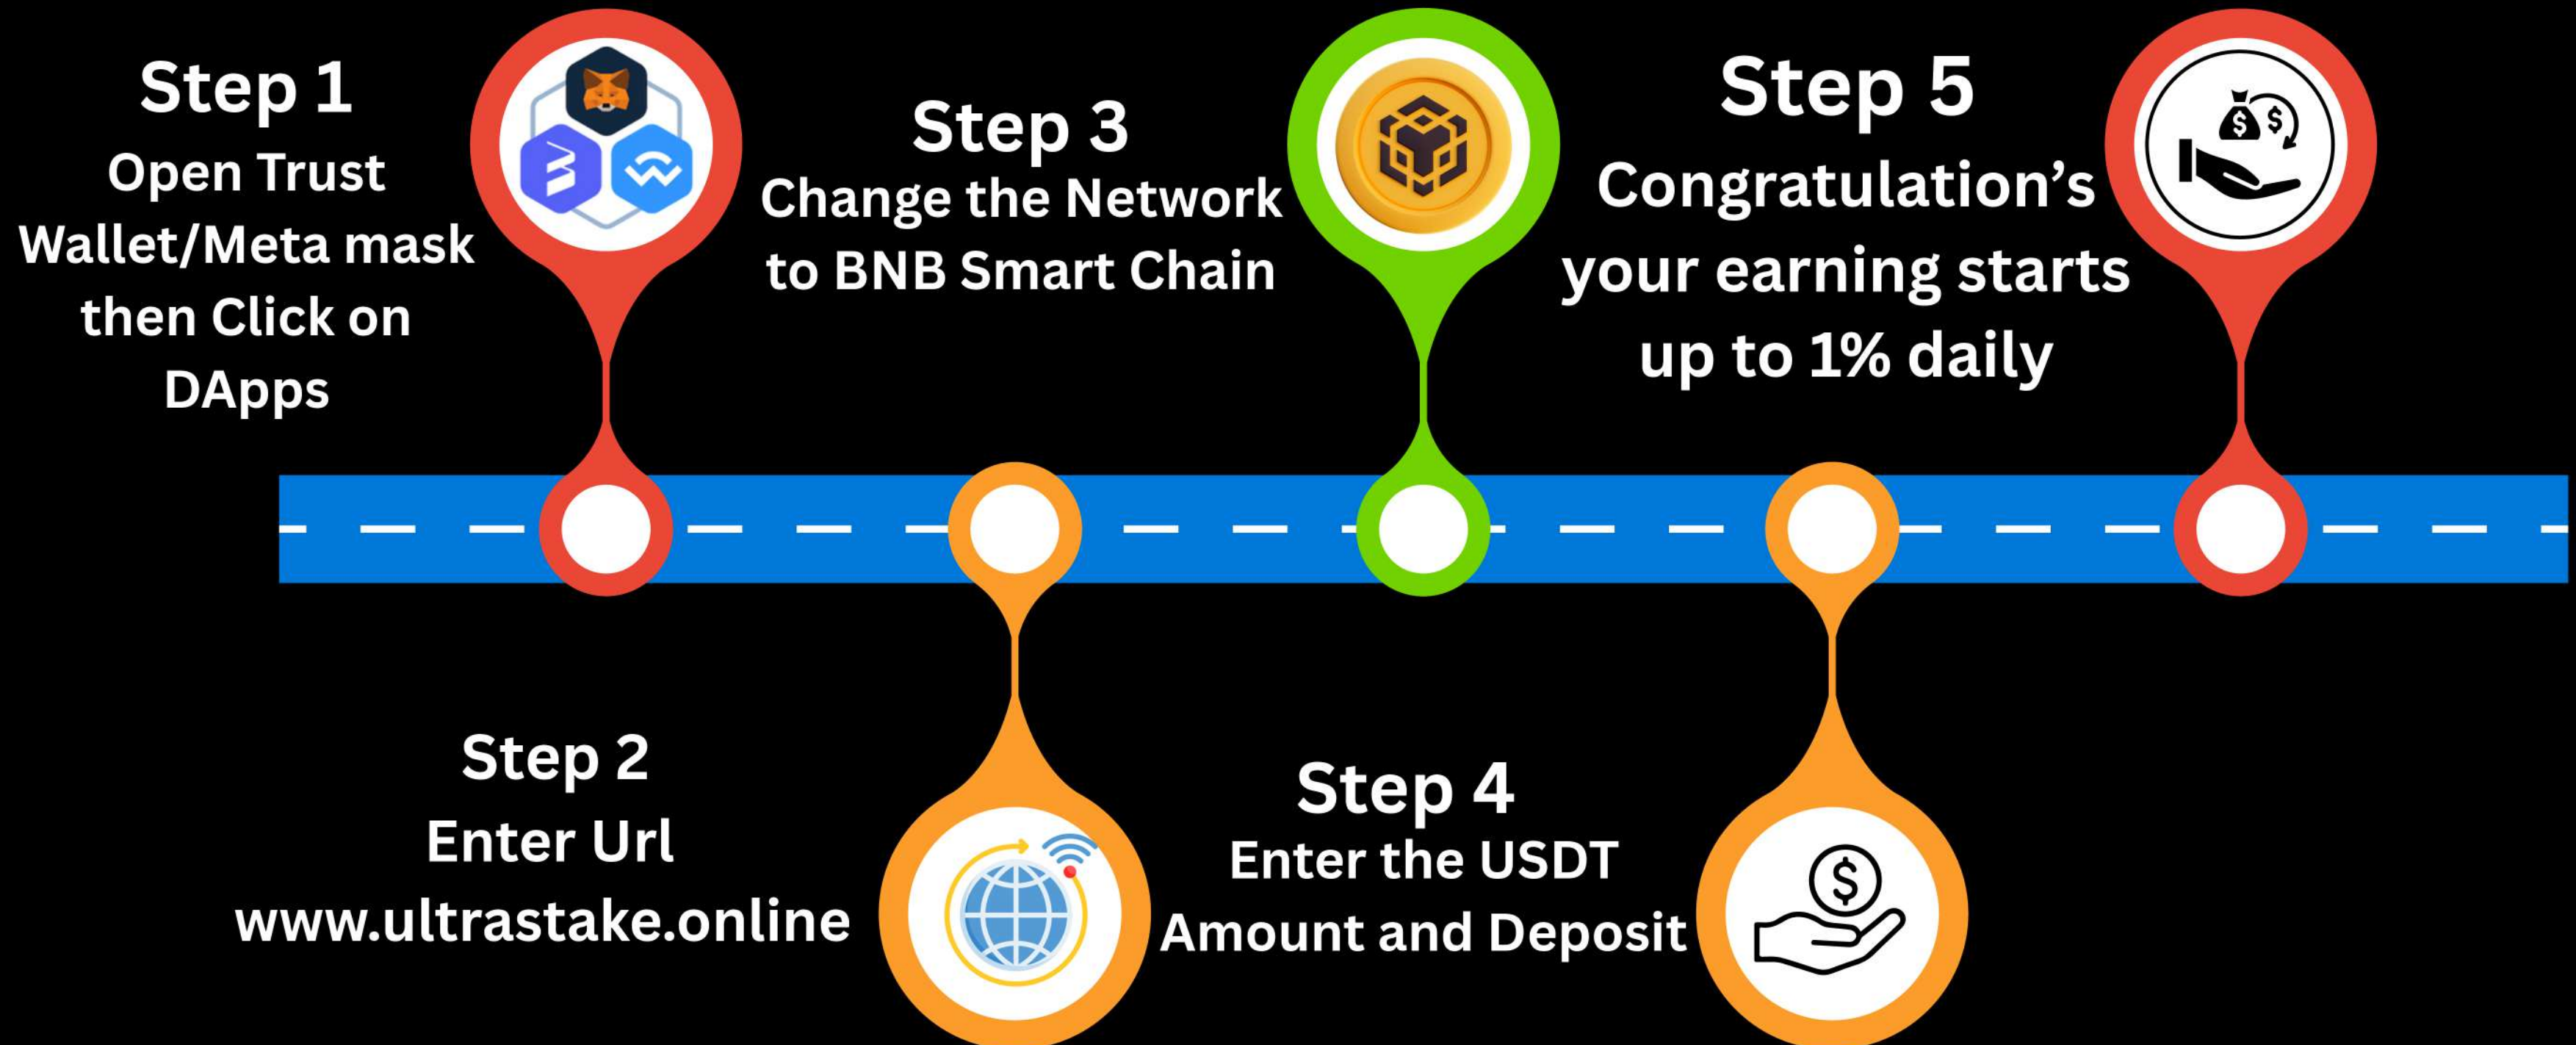 Step 1
Open Trust
Wallet/Meta mask
then Click on
DApps
Step 2
Enter Url
www.ultrastake.online
Step 3
Change the Network
to BNB Smart Chain
Step 4
Enter the USDT
Amount and Deposit
Step 5
Congratulation’s
your earning starts
up to 1% daily